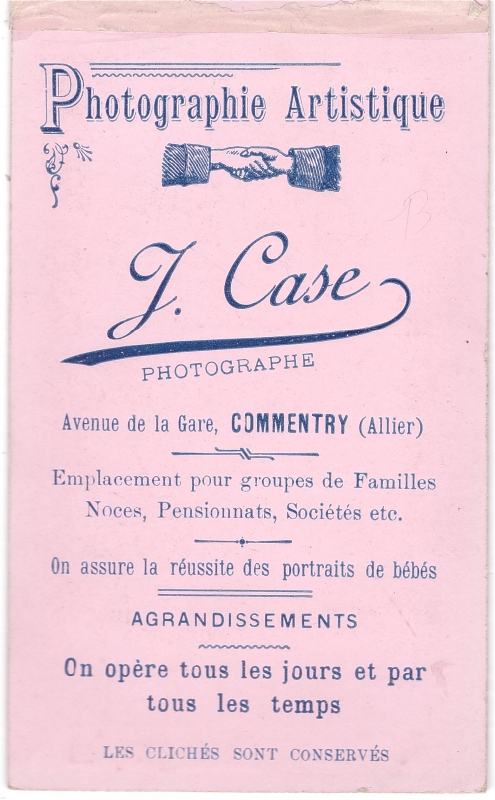 Photographie Artistique
J. Case
PHOTOGRAPHE
Avenue de la Gare, COMMENTRY (Allier)
Emplacement pour groupes de Familles
Noces, Pensionnats, Sociétés etc.
On assure la réussite des portraits de bébés
AGRANDISSEMENTS
On opère tous les jours et par
tous les temps
LES CLICHÉS SONT CONSERVÉS